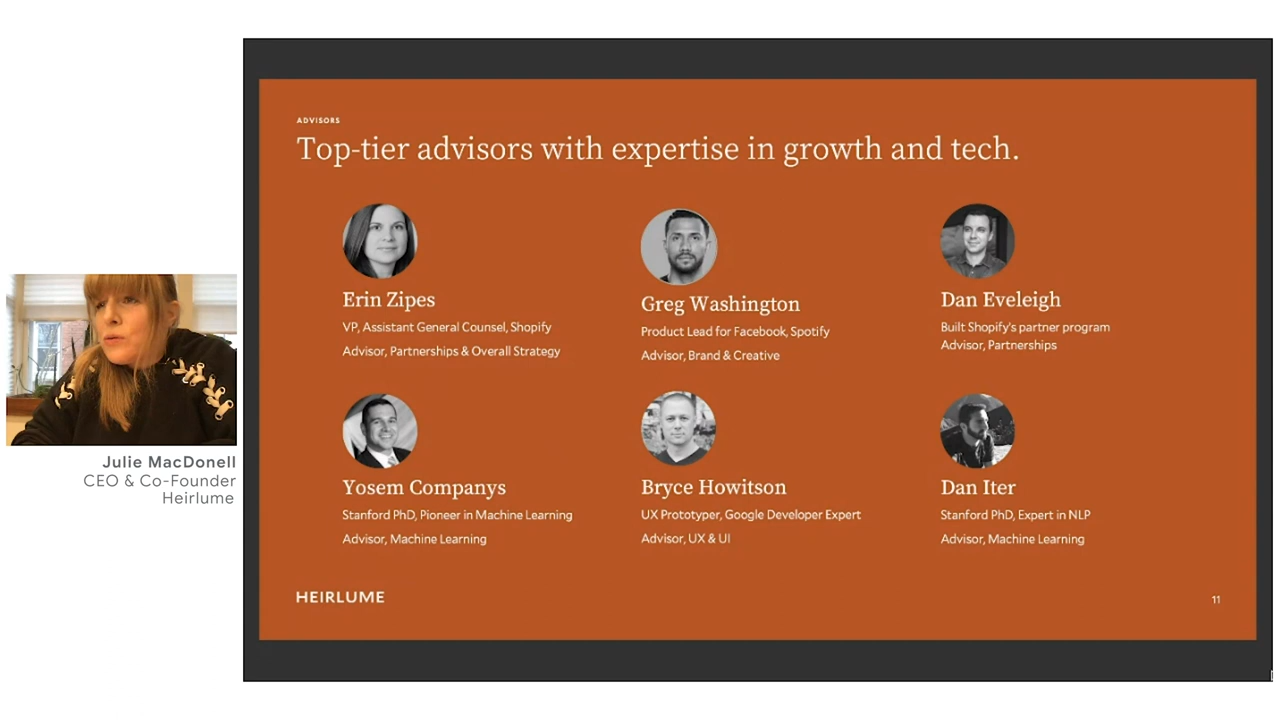 ADVISORS
Top-tier advisors with expertise in growth and tech.
Erin Zipes
VP, Assistant General Counsel, Shopify
Advisor, Partnerships & Overall Strategy
Greg Washington
Product Lead for Facebook, Spotify
Advisor, Brand & Creative
Dan Eveleigh
Built Shopify's partner program
Advisor, Partnerships
Yosem Companys
Stanford PhD, Pioneer in Machine Learning
Advisor, Machine Learning
Bryce Howitson
UX Prototyper, Google Developer Expert
Advisor, UX & UI
Dan Iter
Stanford PhD, Expert in NLP
Advisor, Machine Learning
HEIRLUME
11
Julie MacDonell
CEO & Co-Founder
Heirlume